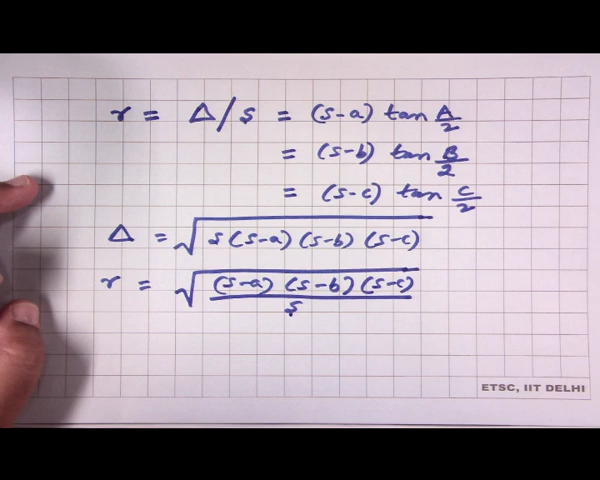 r = Δ/s = (s-a) tan A/2
= (s-b) tan B/2
= (s-c) tan C/2
Δ = √s(s-a)(s-b)(s-c)
r = √(s-a)(s-b)(s-c)/s
ETSC, IIT DELHI